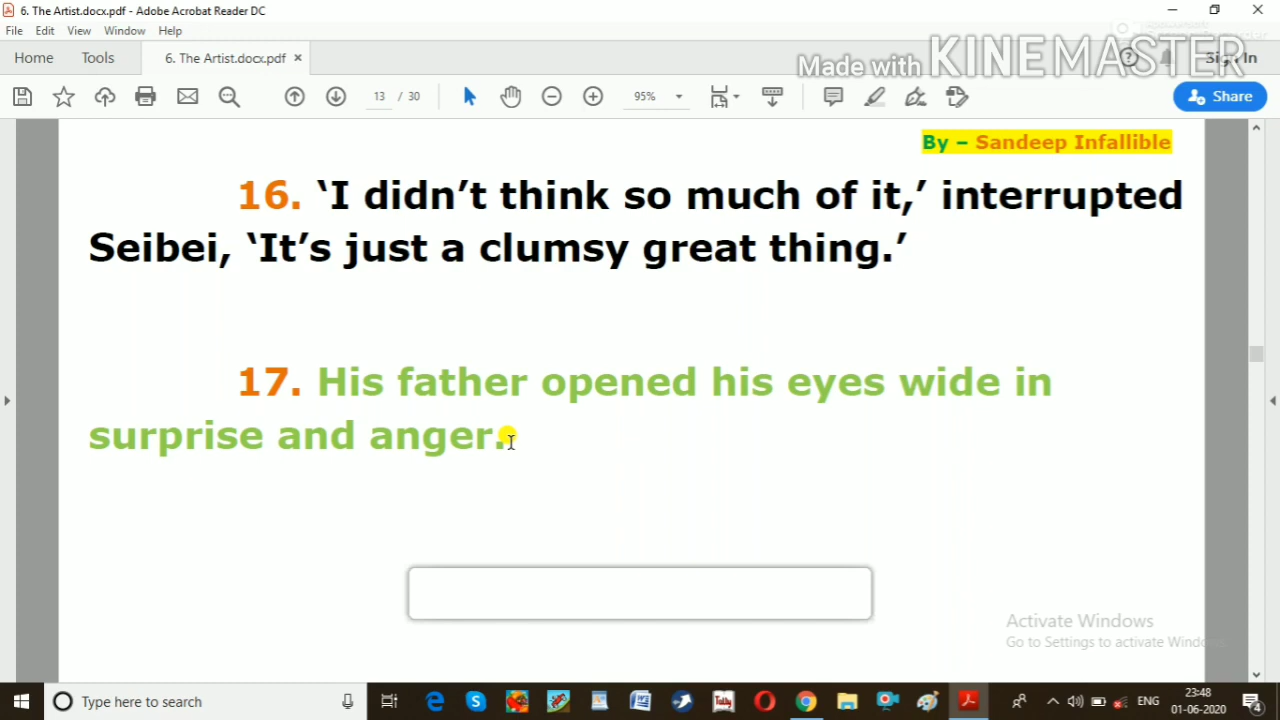 6. The Artist.docx.pdf - Adobe Acrobat Reader DC
File Edit View Window Help
Home Tools 6. The Artist.docx.pdf × Sign In
Made with KINEMASTER
13 / 30 95% Share
By – Sandeep Infallible
16. ‘I didn’t think so much of it,’ interrupted
Seibei, ‘It’s just a clumsy great thing.’
17. His father opened his eyes wide in
surprise and anger.
Activate Windows
Go to Settings to activate Windows.
Type here to search
ENG 23:48
01-06-2020 4